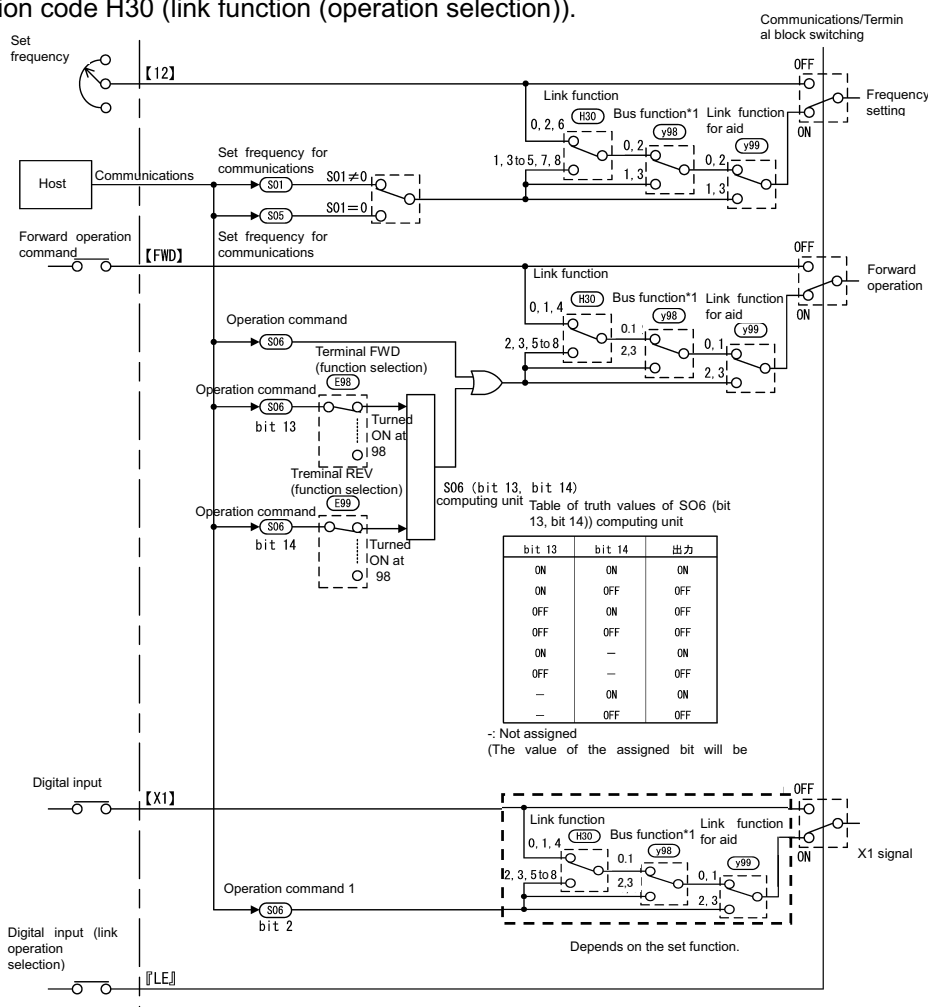 ion code H30 (link function (operation selection)).
Communications/Termin
al block switching
Set
frequency
【12】
OFF
Frequency
setting
ON
Link function
H30
Bus function*1
y98
Link function
for aid
y99
0, 2, 6
1, 3 to 5, 7, 8
0, 2
1, 3
0, 2
1, 3
Host
Communications
Set frequency for
communications
S01
S01≠0
S05
S01＝0
Set frequency for
communications
Forward operation
command
【FWD】
OFF
Forward
operation
ON
Link function
H30
Bus function*1
y98
Link function
for aid
y99
0, 1, 4
2, 3, 5 to 8
0.1
2,3
0, 1
2, 3
Operation command
S06
Terminal FWD
(function selection)
E98
Operation command
S06
bit 13
Turned
ON at
98
Treminal REV
(function selection)
E99
Operation command
S06
bit 14
Turned
ON at
98
S06 (bit 13, bit 14)
computing unit
Table of truth values of SO6 (bit
13, bit 14)) computing unit
bit 13 bit 14 出力
ON ON ON
ON OFF OFF
OFF ON OFF
OFF OFF OFF
ON － ON
OFF － OFF
－ ON ON
－ OFF OFF
-: Not assigned
(The value of the assigned bit will be
Digital input
【X1】
OFF
ON
X1 signal
Link function
H30
Bus function*1
y98
Link function
for aid
y99
0, 1, 4
2, 3, 5 to 8
0.1
2,3
0, 1
2, 3
Operation command 1
S06
bit 2
Depends on the set function.
Digital input (link
operation
selection)
『LE』